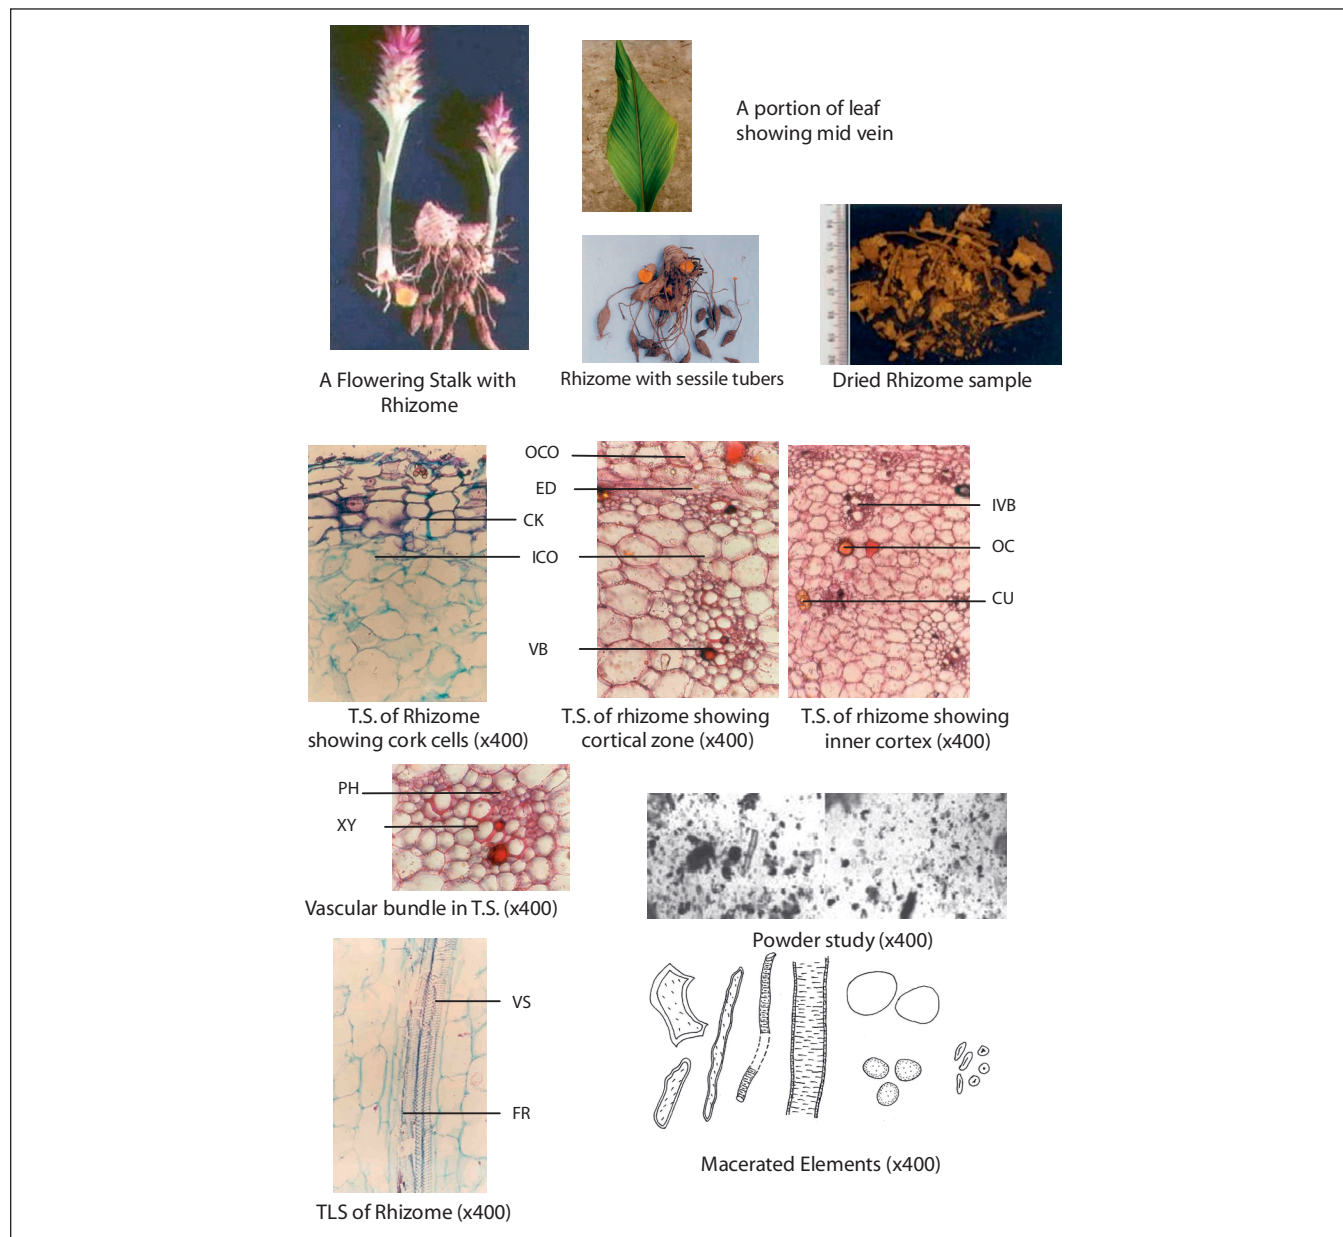 A portion of leaf
showing mid vein
A Flowering Stalk with
Rhizome
Rhizome with sessile tubers
Dried Rhizome sample
OCO
ED
CK
ICO
VB
IVB
OC
CU
T.S. of Rhizome
showing cork cells (x400)
T.S. of rhizome showing
cortical zone (x400)
T.S. of rhizome showing
inner cortex (x400)
PH
XY
Vascular bundle in T.S. (x400)
Powder study (x400)
VS
FR
Macerated Elements (x400)
TLS of Rhizome (x400)